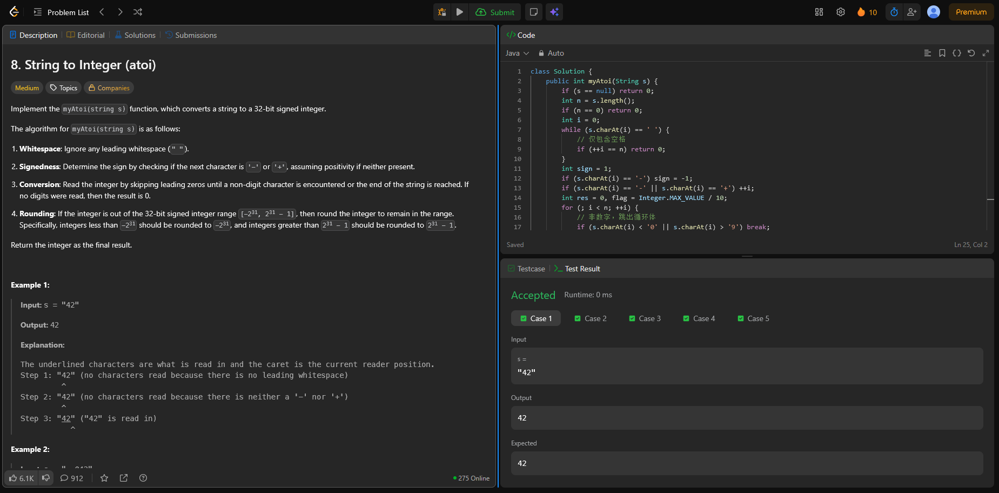 Problem List
Submit
10
Premium
Description
Editorial
Solutions
Submissions
8. String to Integer (atoi)
Medium
Topics
Companies
Implement the myAtoi(string s) function, which converts a string to a 32-bit signed integer.
The algorithm for myAtoi(string s) is as follows:
1. Whitespace: Ignore any leading whitespace (" ").
2. Signedness: Determine the sign by checking if the next character is '-' or '+', assuming positivity if neither present.
3. Conversion: Read the integer by skipping leading zeros until a non-digit character is encountered or the end of the string is reached. If
no digits were read, then the result is 0.
4. Rounding: If the integer is out of the 32-bit signed integer range [-2³¹, 2³¹ - 1], then round the integer to remain in the range.
Specifically, integers less than -2³¹ should be rounded to -2³¹, and integers greater than 2³¹ - 1 should be rounded to 2³¹ - 1.
Return the integer as the final result.
Example 1:
Input: s = "42"
Output: 42
Explanation:
The underlined characters are what is read in and the caret is the current reader position.
Step 1: "42" (no characters read because there is no leading whitespace)
^
Step 2: "42" (no characters read because there is neither a '-' nor '+')
^
Step 3: "42" ("42" is read in)
^
Example 2:
6.1K
912
275 Online
</> Code
Java
Auto
1 class Solution {
2 public int myAtoi(String s) {
3 if (s == null) return 0;
4 int n = s.length();
5 if (n == 0) return 0;
6 int i = 0;
7 while (s.charAt(i) == ' ') {
8 // 仅包含空格
9 if (++i == n) return 0;
10 }
11 int sign = 1;
12 if (s.charAt(i) == '-') sign = -1;
13 if (s.charAt(i) == '-' || s.charAt(i) == '+') ++i;
14 int res = 0, flag = Integer.MAX_VALUE / 10;
15 for (; i < n; ++i) {
16 // 非数字，跳出循环体
17 if (s.charAt(i) < '0' || s.charAt(i) > '9') break;
Saved
Ln 25, Col 2
Testcase
Test Result
Accepted
Runtime: 0 ms
Case 1
Case 2
Case 3
Case 4
Case 5
Input
s =
"42"
Output
42
Expected
42